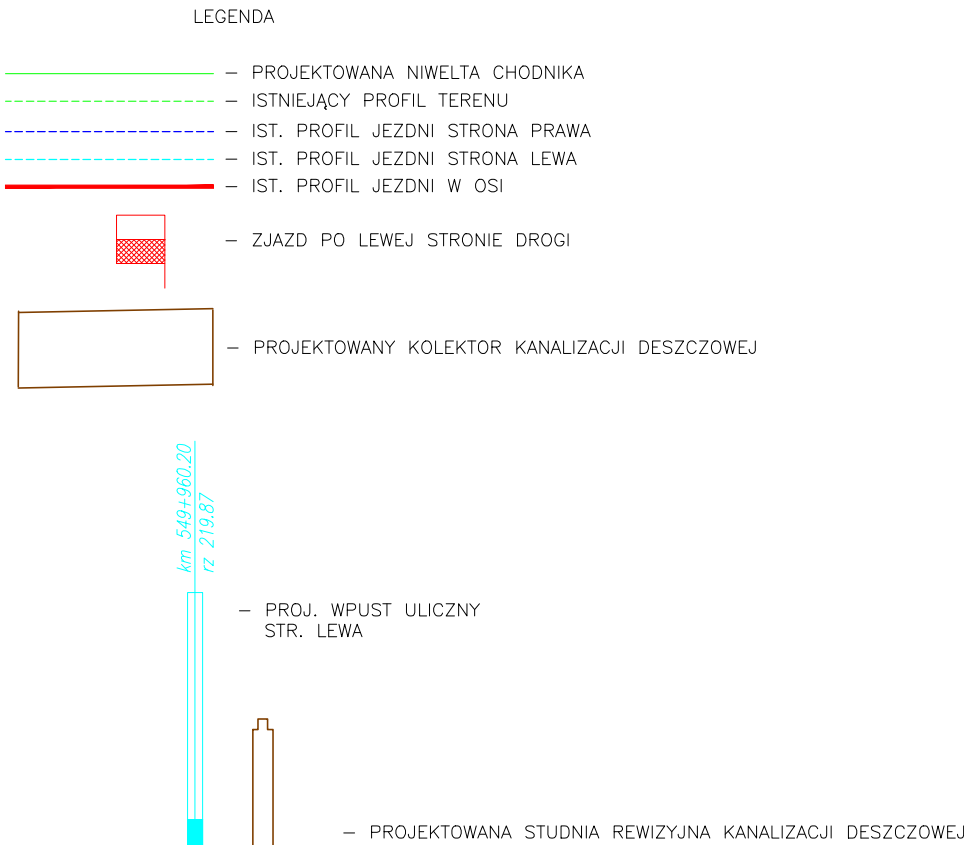 LEGENDA
– PROJEKTOWANA NIWELTA CHODNIKA
– ISTNIEJĄCY PROFIL TERENU
– IST. PROFIL JEZDNI STRONA PRAWA
– IST. PROFIL JEZDNI STRONA LEWA
– IST. PROFIL JEZDNI W OSI
– ZJAZD PO LEWEJ STRONIE DROGI
– PROJEKTOWANY KOLEKTOR KANALIZACJI DESZCZOWEJ
km 549+960.20
rz 219.87
– PROJ. WPUST ULICZNY
STR. LEWA
– PROJEKTOWANA STUDNIA REWIZYJNA KANALIZACJI DESZCZOWEJ